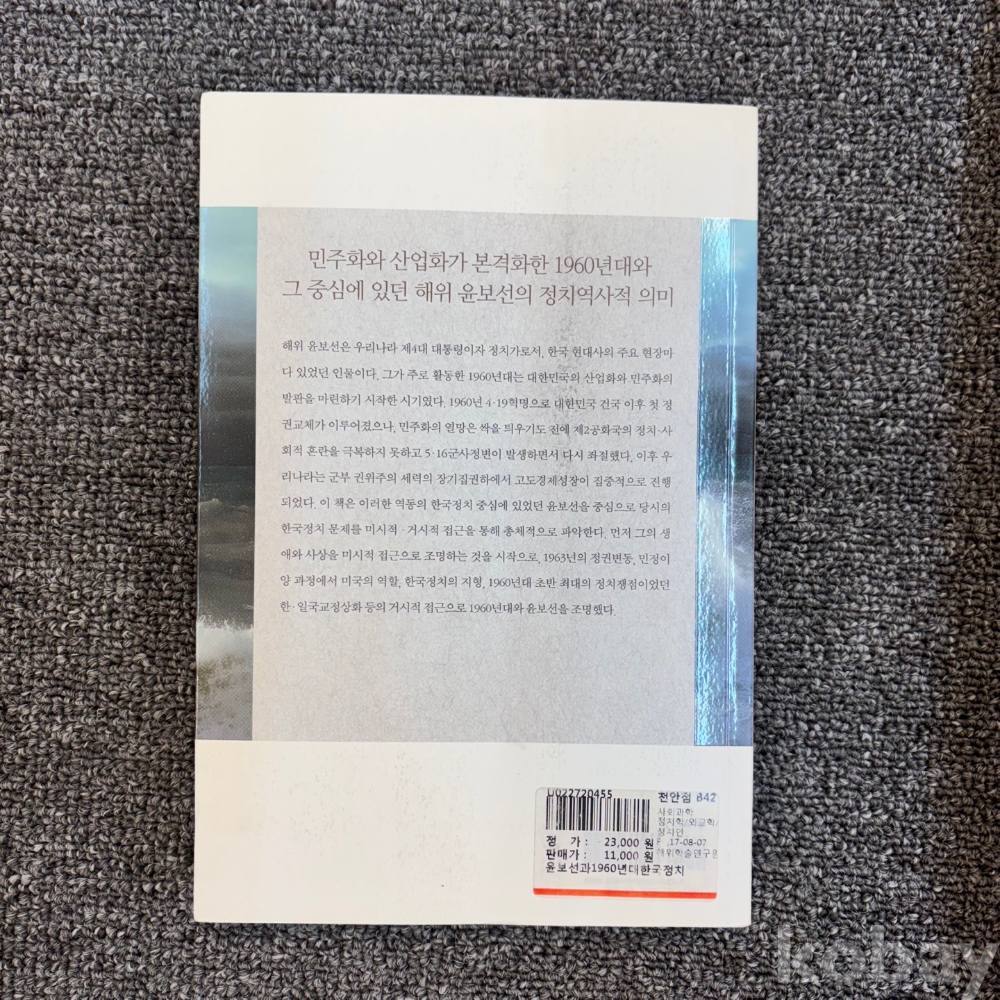 민주화와 산업화가 본격화한 1960년대와
그 중심에 있던 해위 윤보선의 정치역사적 의미
해위 윤보선은 우리나라 제4대 대통령이자 정치가로서, 한국 현대사의 주요 현장마
다 있었던 인물이다. 그가 주로 활동한 1960년대는 대한민국의 산업화와 민주화의
발판을 마련하기 시작한 시기였다. 1960년 4·19혁명으로 대한민국 건국 이후 첫 정
권교체가 이루어졌으나, 민주화의 열망은 싹을 틔우기도 전에 제2공화국의 정치·사
회적 혼란을 극복하지 못하고 5·16군사정변이 발생하면서 다시 좌절했다. 이후 우
리나라는 군부 권위주의 세력의 장기집권하에서 고도경제성장이 집중적으로 진행
되었다. 이 책은 이러한 역동의 한국정치 중심에 있었던 윤보선을 중심으로 당시의
한국정치 문제를 미시적·거시적 접근을 통해 총체적으로 파악한다. 먼저 그의 생
애와 사상을 미시적 접근으로 조명하는 것을 시작으로, 1963년의 정권변동, 민정이
양 과정에서 미국의 역할, 한국정치의 지형, 1960년대 초반 최대의 정치쟁점이었던
한·일국교정상화 등의 거시적 접근으로 1960년대와 윤보선을 조명했다.
U022720455
천안점 B42
사회과학
정치학/외교학/
정치인
정 가 : 23,000 원
17-08-07
판매가 : 11,000 원
해위학술연구원
윤보선과1960년대한국정치
kobay